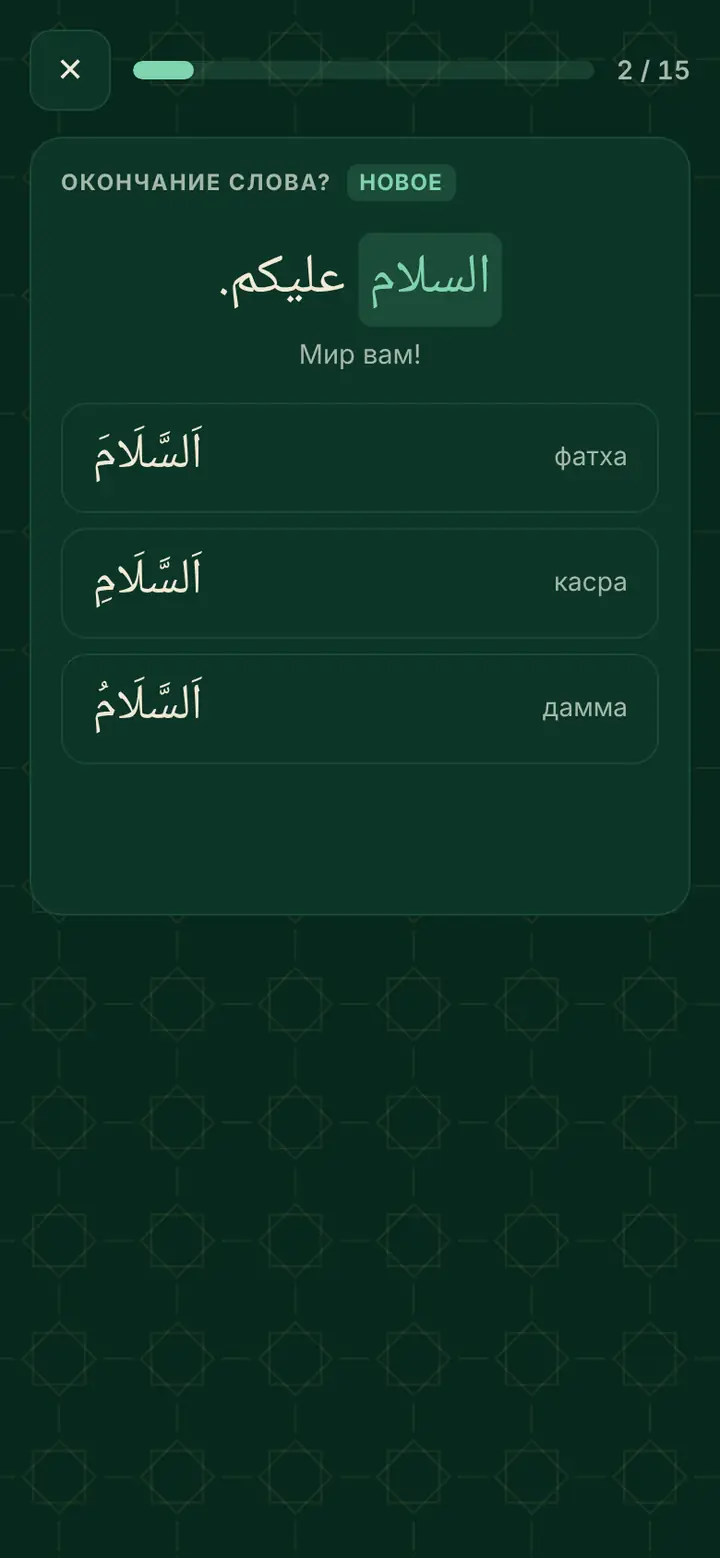 ✕ 2 / 15
ОКОНЧАНИЕ СЛОВА? НОВОЕ
السلام عليكم.
Мир вам!
اَلسَّلَامَ фатха
اَلسَّلَامِ касра
اَلسَّلَامُ дамма